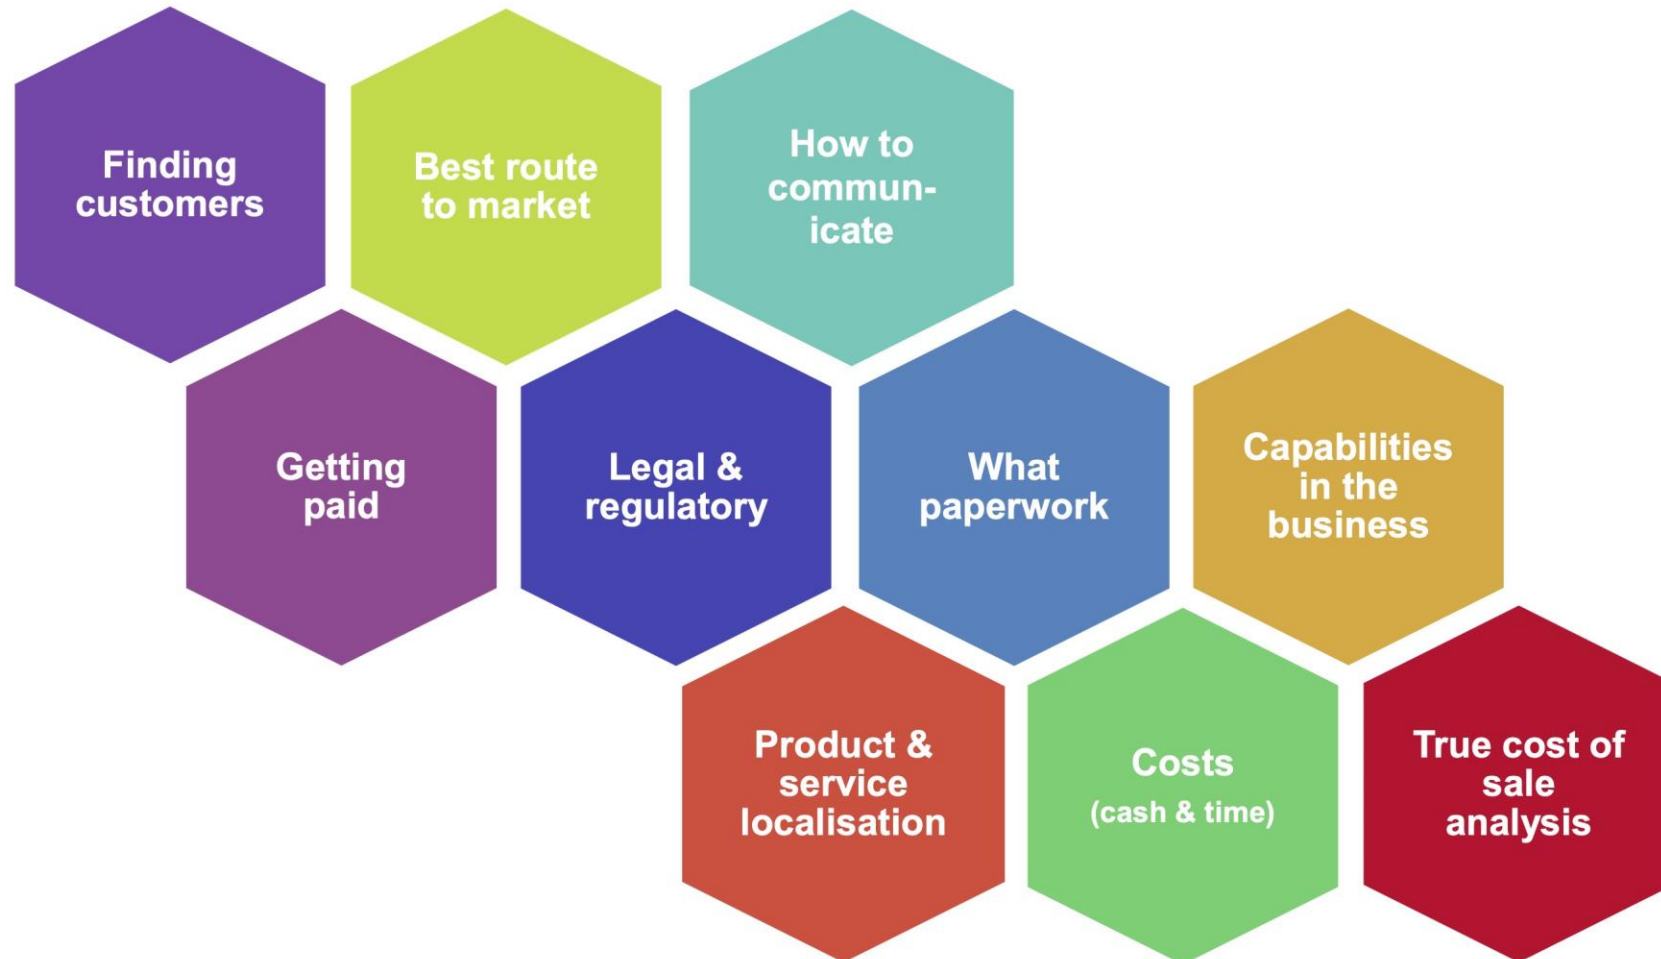 Finding
customers
Best route
to market
How to
commun-
icate
Getting
paid
Legal &
regulatory
What
paperwork
Capabilities
in the
business
Product &
service
localisation
Costs
(cash & time)
True cost of
sale
analysis